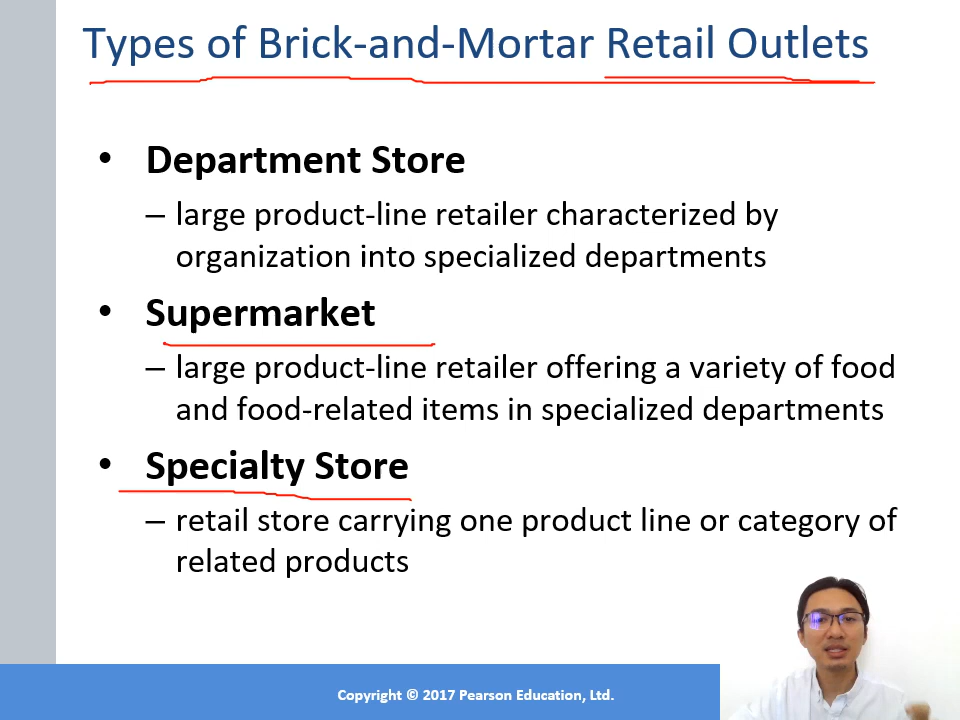 Types of Brick-and-Mortar Retail Outlets
• Department Store
– large product-line retailer characterized by
organization into specialized departments
• Supermarket
– large product-line retailer offering a variety of food
and food-related items in specialized departments
• Specialty Store
– retail store carrying one product line or category of
related products
Copyright © 2017 Pearson Education, Ltd.